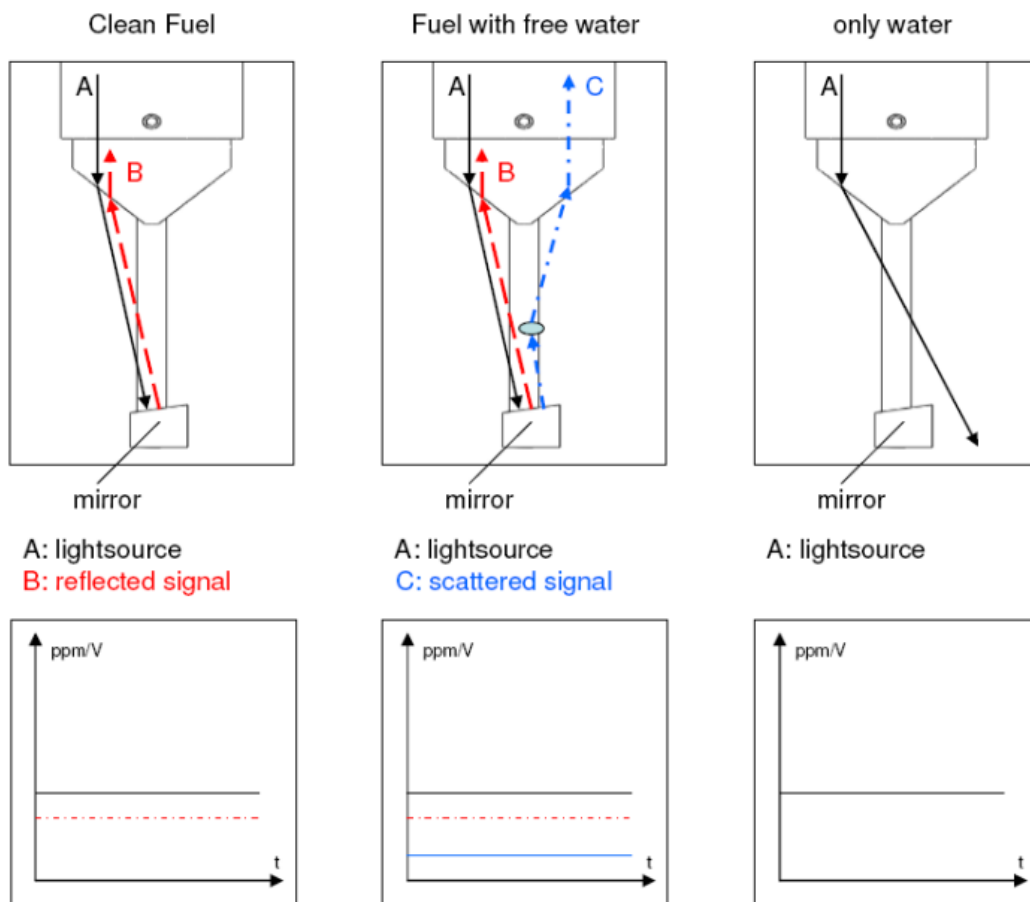 Clean Fuel
Fuel with free water
only water
A
B
A
B
C
A
mirror
mirror
mirror
A: lightsource
B: reflected signal
A: lightsource
C: scattered signal
A: lightsource
ppm/V
t
ppm/V
t
ppm/V
t